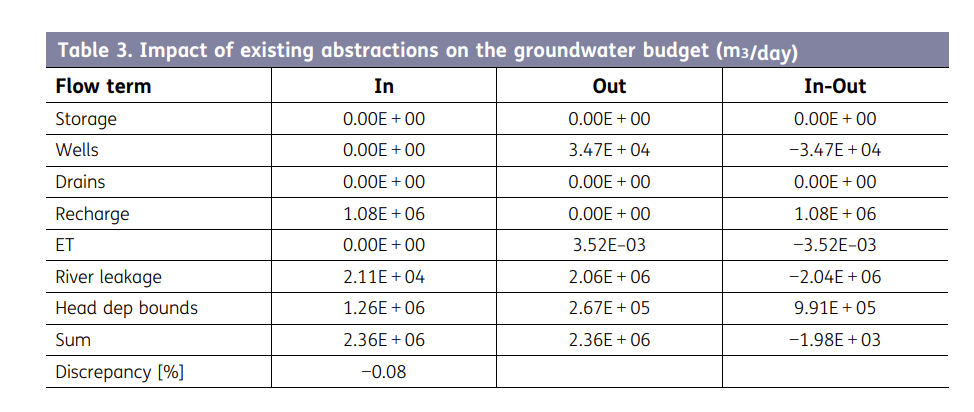 Table 3. Impact of existing abstractions on the groundwater budget (m3/day)
Flow term In Out In-Out
Storage 0.00E + 00 0.00E + 00 0.00E + 00
Wells 0.00E + 00 3.47E + 04 −3.47E + 04
Drains 0.00E + 00 0.00E + 00 0.00E + 00
Recharge 1.08E + 06 0.00E + 00 1.08E + 06
ET 0.00E + 00 3.52E–03 −3.52E–03
River leakage 2.11E + 04 2.06E + 06 −2.04E + 06
Head dep bounds 1.26E + 06 2.67E + 05 9.91E + 05
Sum 2.36E + 06 2.36E + 06 −1.98E + 03
Discrepancy [%] −0.08